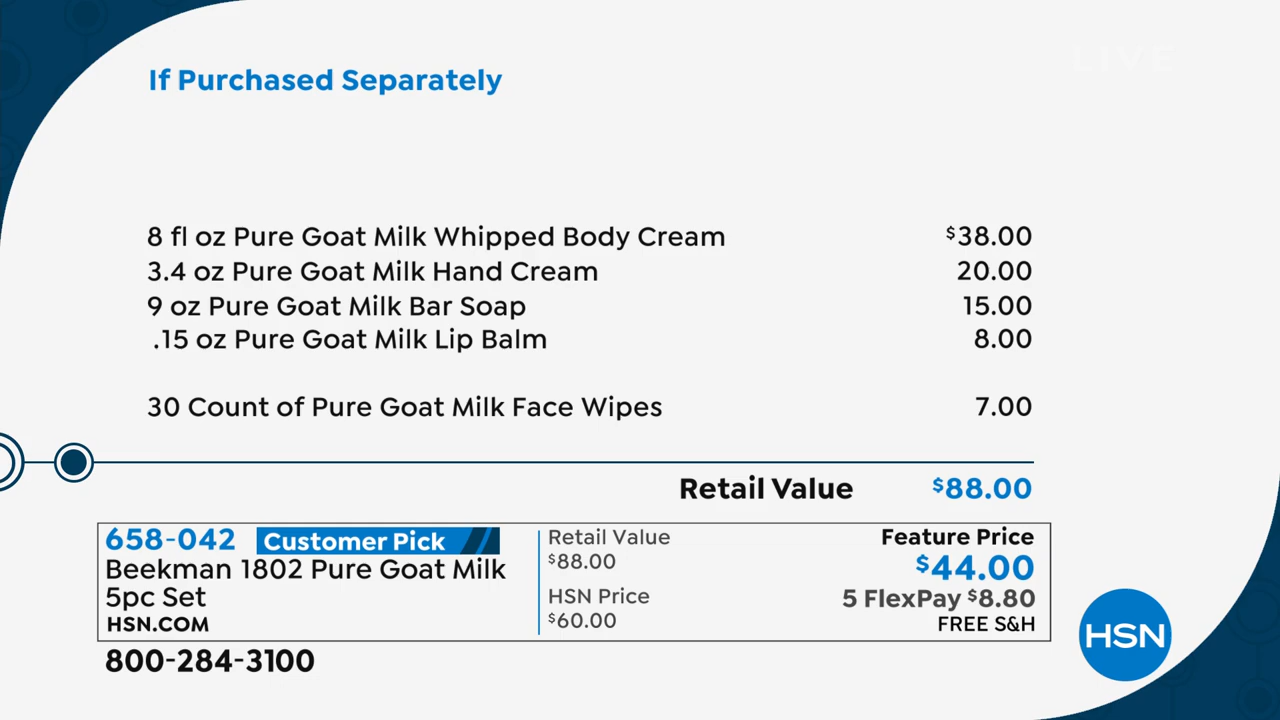 LIVE
If Purchased Separately
8 fl oz Pure Goat Milk Whipped Body Cream $38.00
3.4 oz Pure Goat Milk Hand Cream 20.00
9 oz Pure Goat Milk Bar Soap 15.00
.15 oz Pure Goat Milk Lip Balm 8.00
30 Count of Pure Goat Milk Face Wipes 7.00
Retail Value $88.00
658-042 Customer Pick
Beekman 1802 Pure Goat Milk
5pc Set
HSN.COM
Retail Value
$88.00
HSN Price
$60.00
Feature Price
$44.00
5 FlexPay $8.80
FREE S&H
800-284-3100
HSN